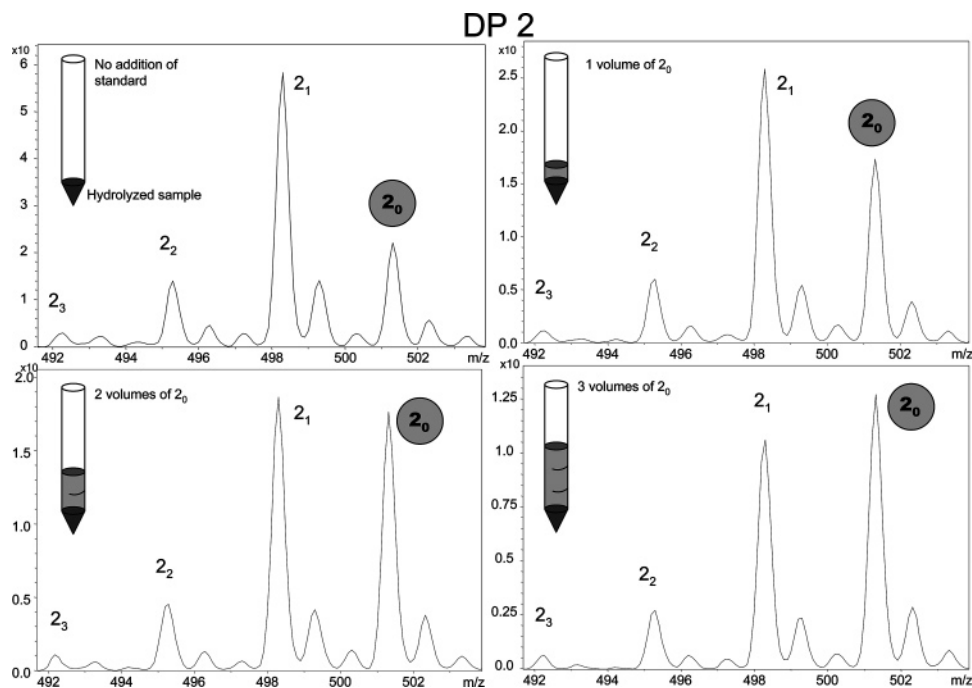 DP 2
x10
6
5
4
3
2
1
0
No addition of
standard
Hydrolyzed sample
2₃
2₂
2₁
2₀
492 494 496 498 500 502 m/z
x10
2.5
2.0
1.5
1.0
0.5
0.0
1 volume of 2₀
2₃
2₂
2₁
2₀
492 494 496 498 500 502 m/z
x10
2.0
1.5
1.0
0.5
0.0
2 volumes of 2₀
2₃
2₂
2₁
2₀
492 494 496 498 500 502 m/z
x10
1.25
1.00
0.75
0.50
0.25
0.0
3 volumes of 2₀
2₃
2₂
2₁
2₀
492 494 496 498 500 502 m/z